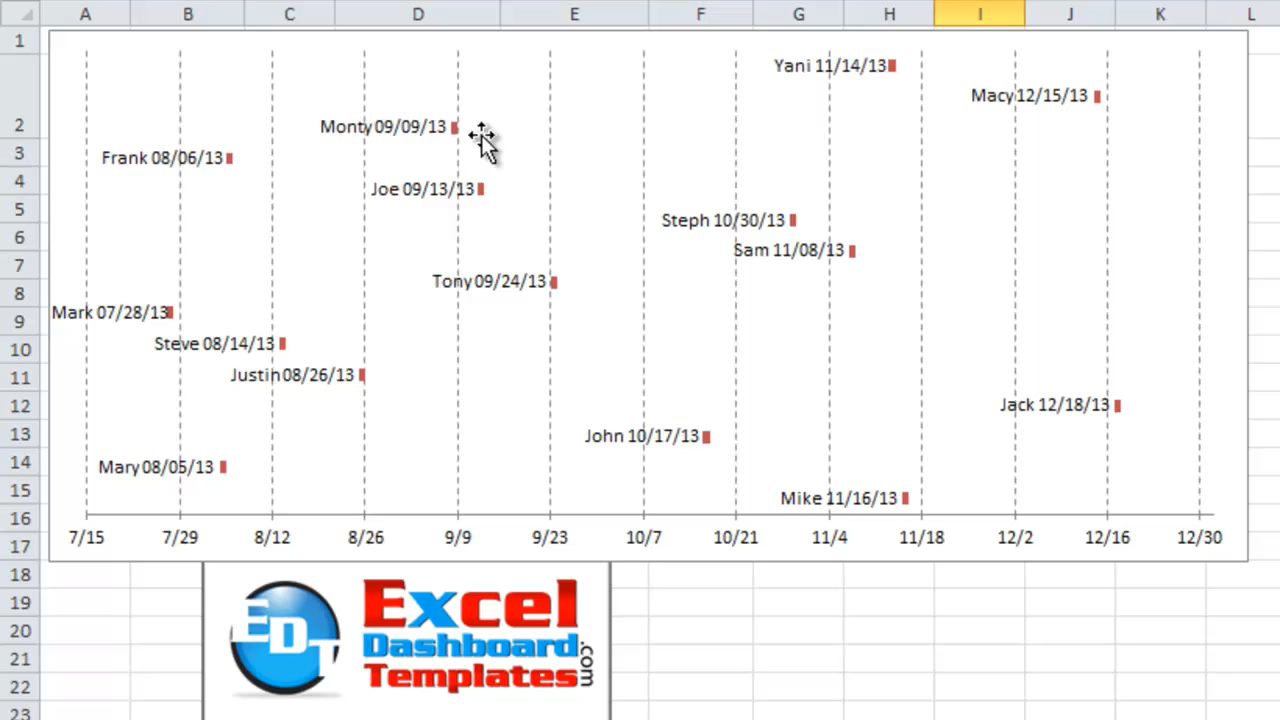 A B C D E F G H I J K L
1
Yani 11/14/13
Macy 12/15/13
2
Monty 09/09/13
3
Frank 08/06/13
4
Joe 09/13/13
5
Steph 10/30/13
6
Sam 11/08/13
7
Tony 09/24/13
8
Mark 07/28/13
9
Steve 08/14/13
10
Justin 08/26/13
11
12
Jack 12/18/13
13
John 10/17/13
14
Mary 08/05/13
15
Mike 11/16/13
16
7/15 7/29 8/12 8/26 9/9 9/23 10/7 10/21 11/4 11/18 12/2 12/16 12/30
17
18
19
20
21
22
23
EDT
Excel
Dashboard
Templates
.com